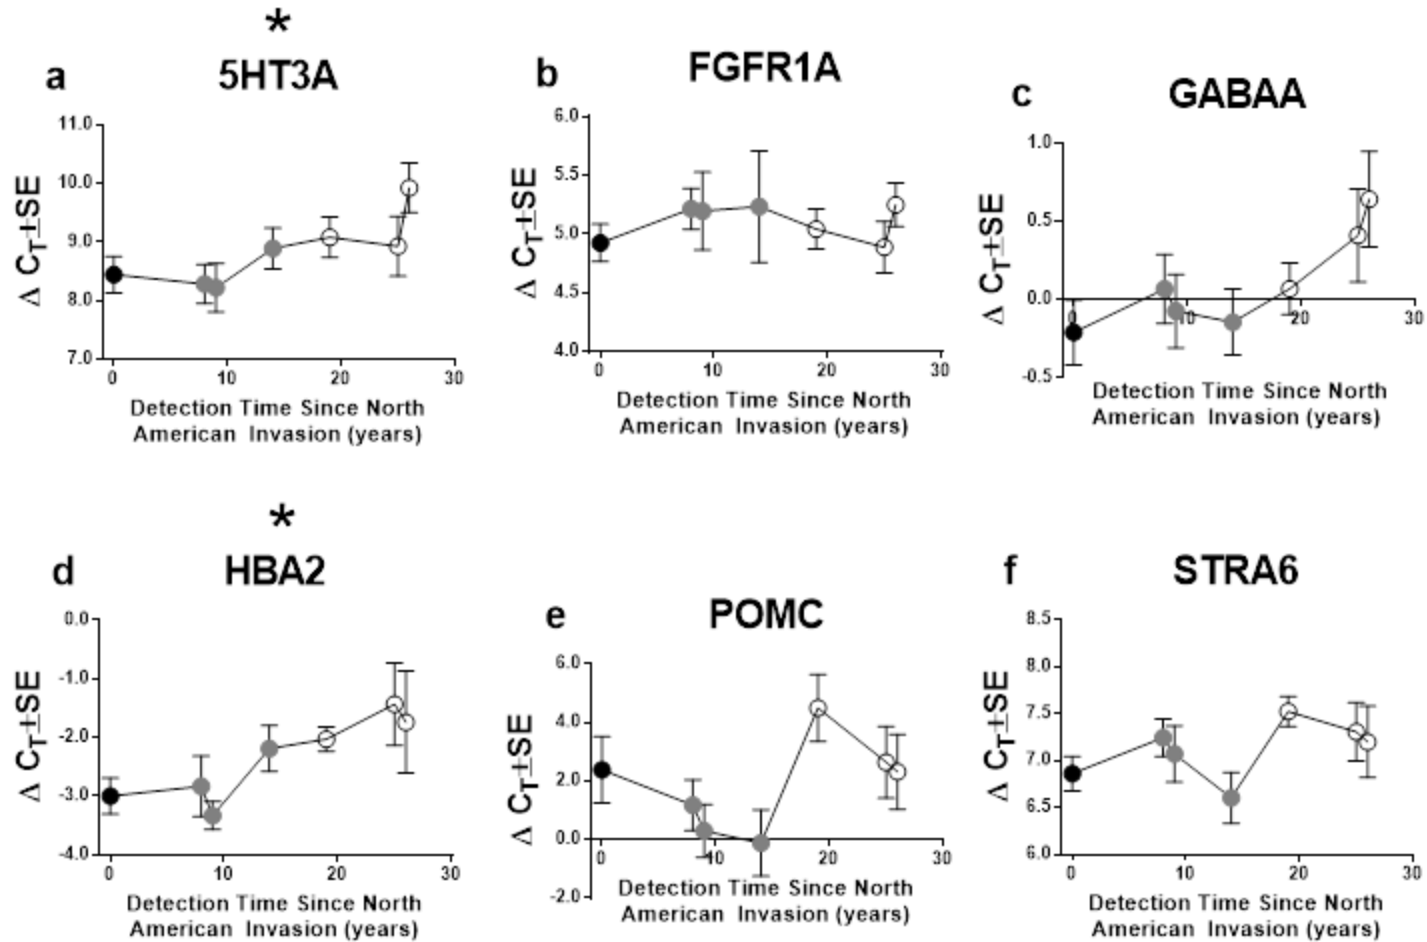 *
a
5HT3A
Δ CT±SE
11.0
10.0
9.0
8.0
7.0
0 10 20 30
Detection Time Since North
American Invasion (years)
b
FGFR1A
Δ CT±SE
6.0
5.5
5.0
4.5
4.0
0 10 20 30
Detection Time Since North
American Invasion (years)
c
GABAA
Δ CT±SE
1.0
0.5
0.0
-0.5
0 10 20 30
Detection Time Since North
American Invasion (years)
*
d
HBA2
Δ CT±SE
0.0
-1.0
-2.0
-3.0
-4.0
0 10 20 30
Detection Time Since North
American Invasion (years)
e
POMC
Δ CT±SE
6.0
4.0
2.0
0.0
-2.0
0 10 20 30
Detection Time Since North
American Invasion (years)
f
STRA6
Δ CT±SE
8.5
8.0
7.5
7.0
6.5
6.0
0 10 20 30
Detection Time Since North
American Invasion (years)